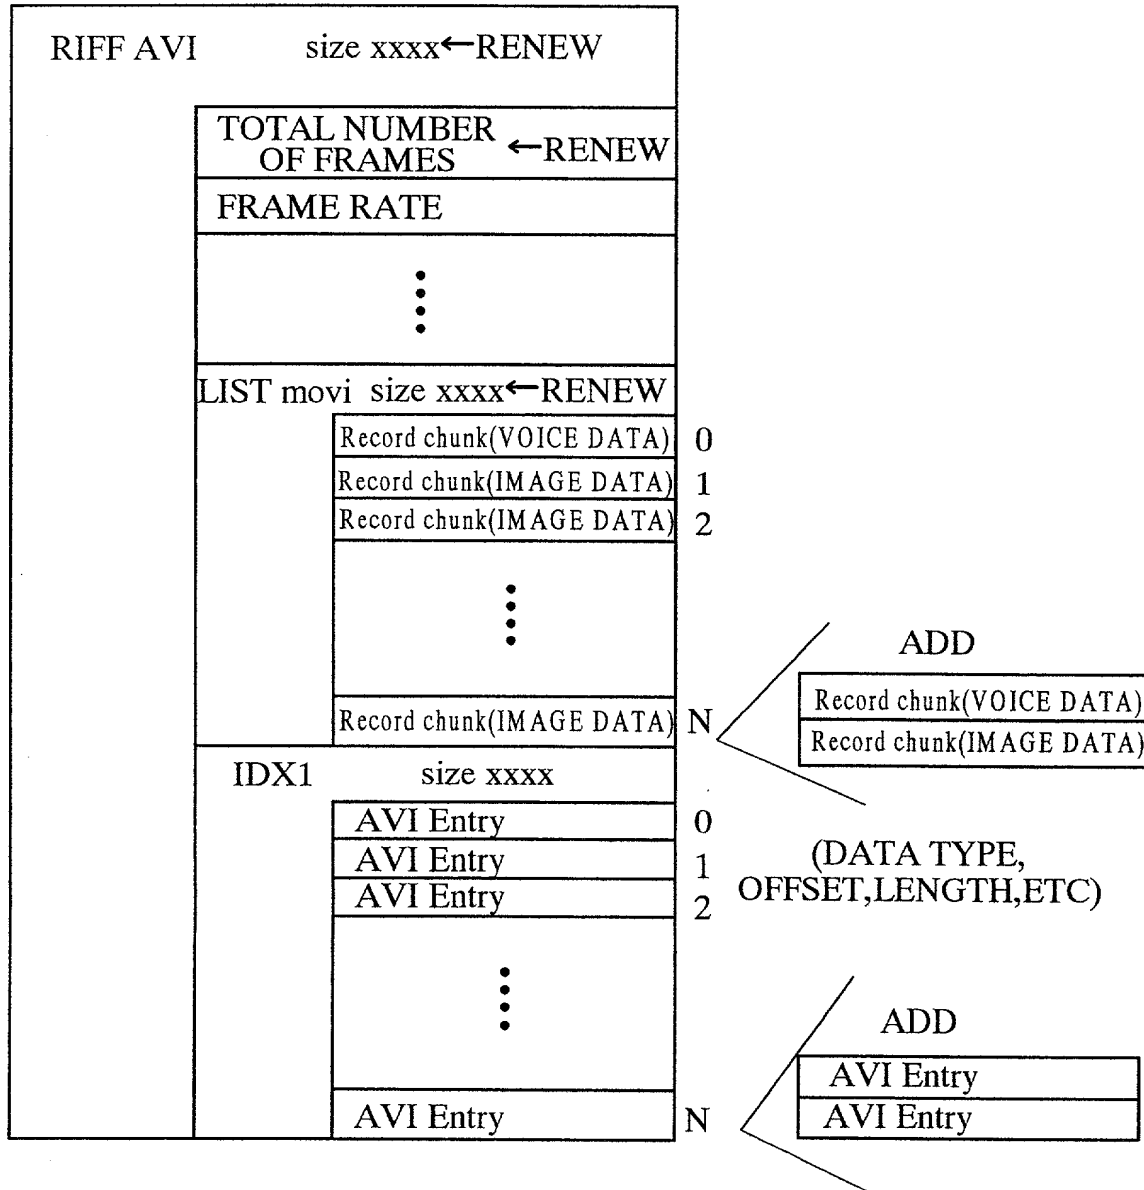 RIFF AVI size xxxx←RENEW
TOTAL NUMBER
OF FRAMES ←RENEW
FRAME RATE
LIST movi size xxxx←RENEW
Record chunk(VOICE DATA) 0
Record chunk(IMAGE DATA) 1
Record chunk(IMAGE DATA) 2
Record chunk(IMAGE DATA) N
ADD
Record chunk(VOICE DATA)
Record chunk(IMAGE DATA)
IDX1 size xxxx
AVI Entry 0
AVI Entry 1
AVI Entry 2
(DATA TYPE,
OFFSET,LENGTH,ETC)
AVI Entry N
ADD
AVI Entry
AVI Entry